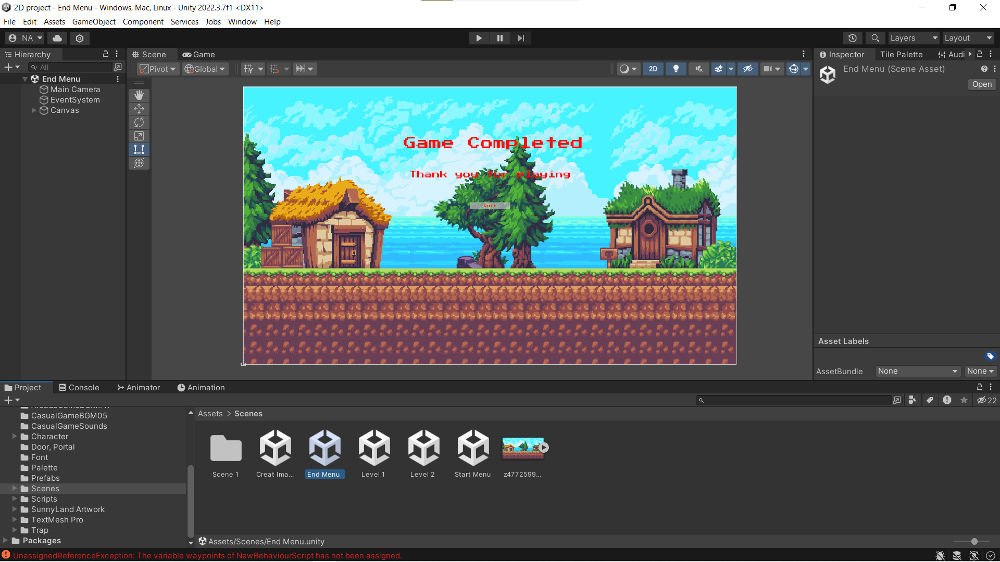 2D project - End Menu - Windows, Mac, Linux - Unity 2022.3.7f1 <DX11>
File Edit Assets GameObject Component Services Jobs Window Help
NA Layers Layout
Hierarchy Scene Game Inspector Tile Palette Audi
All Pivot Global 2D End Menu (Scene Asset)
Open
End Menu
Main Camera
EventSystem
Canvas
Game Completed
Thank you for playing
Quit
Asset Labels
AssetBundle None None
Project Console Animator Animation
22
CasualGameBGM05
CasualGameSounds
Character
Door, Portal
Font
Palette
Prefabs
Scenes
Scripts
SunnyLand Artwork
TextMesh Pro
Trap
Packages
Assets > Scenes
Scene 1 Creat Ima... End Menu Level 1 Level 2 Start Menu z4772599...
Assets/Scenes/End Menu.unity
UnassignedReferenceException: The variable waypoints of NewBehaviourScript has not been assigned.